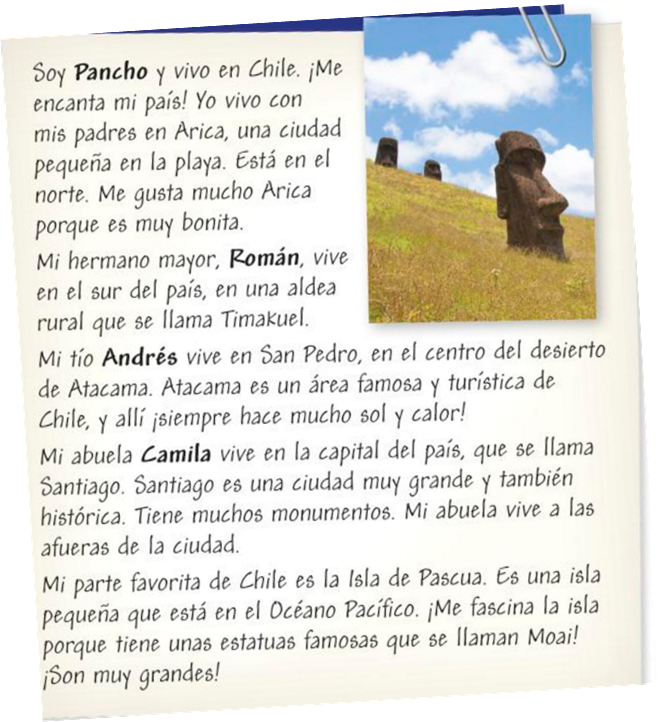 Soy Pancho y vivo en Chile. ¡Me
encanta mi país! Yo vivo con
mis padres en Arica, una ciudad
pequeña en la playa. Está en el
norte. Me gusta mucho Arica
porque es muy bonita.
Mi hermano mayor, Román, vive
en el sur del país, en una aldea
rural que se llama Timakuel.
Mi tío Andrés vive en San Pedro, en el centro del desierto
de Atacama. Atacama es un área famosa y turística de
Chile, y allí ¡siempre hace mucho sol y calor!
Mi abuela Camila vive en la capital del país, que se llama
Santiago. Santiago es una ciudad muy grande y también
histórica. Tiene muchos monumentos. Mi abuela vive a las
afueras de la ciudad.
Mi parte favorita de Chile es la Isla de Pascua. Es una isla
pequeña que está en el Océano Pacífico. ¡Me fascina la isla
porque tiene unas estatuas famosas que se llaman Moai!
¡Son muy grandes!